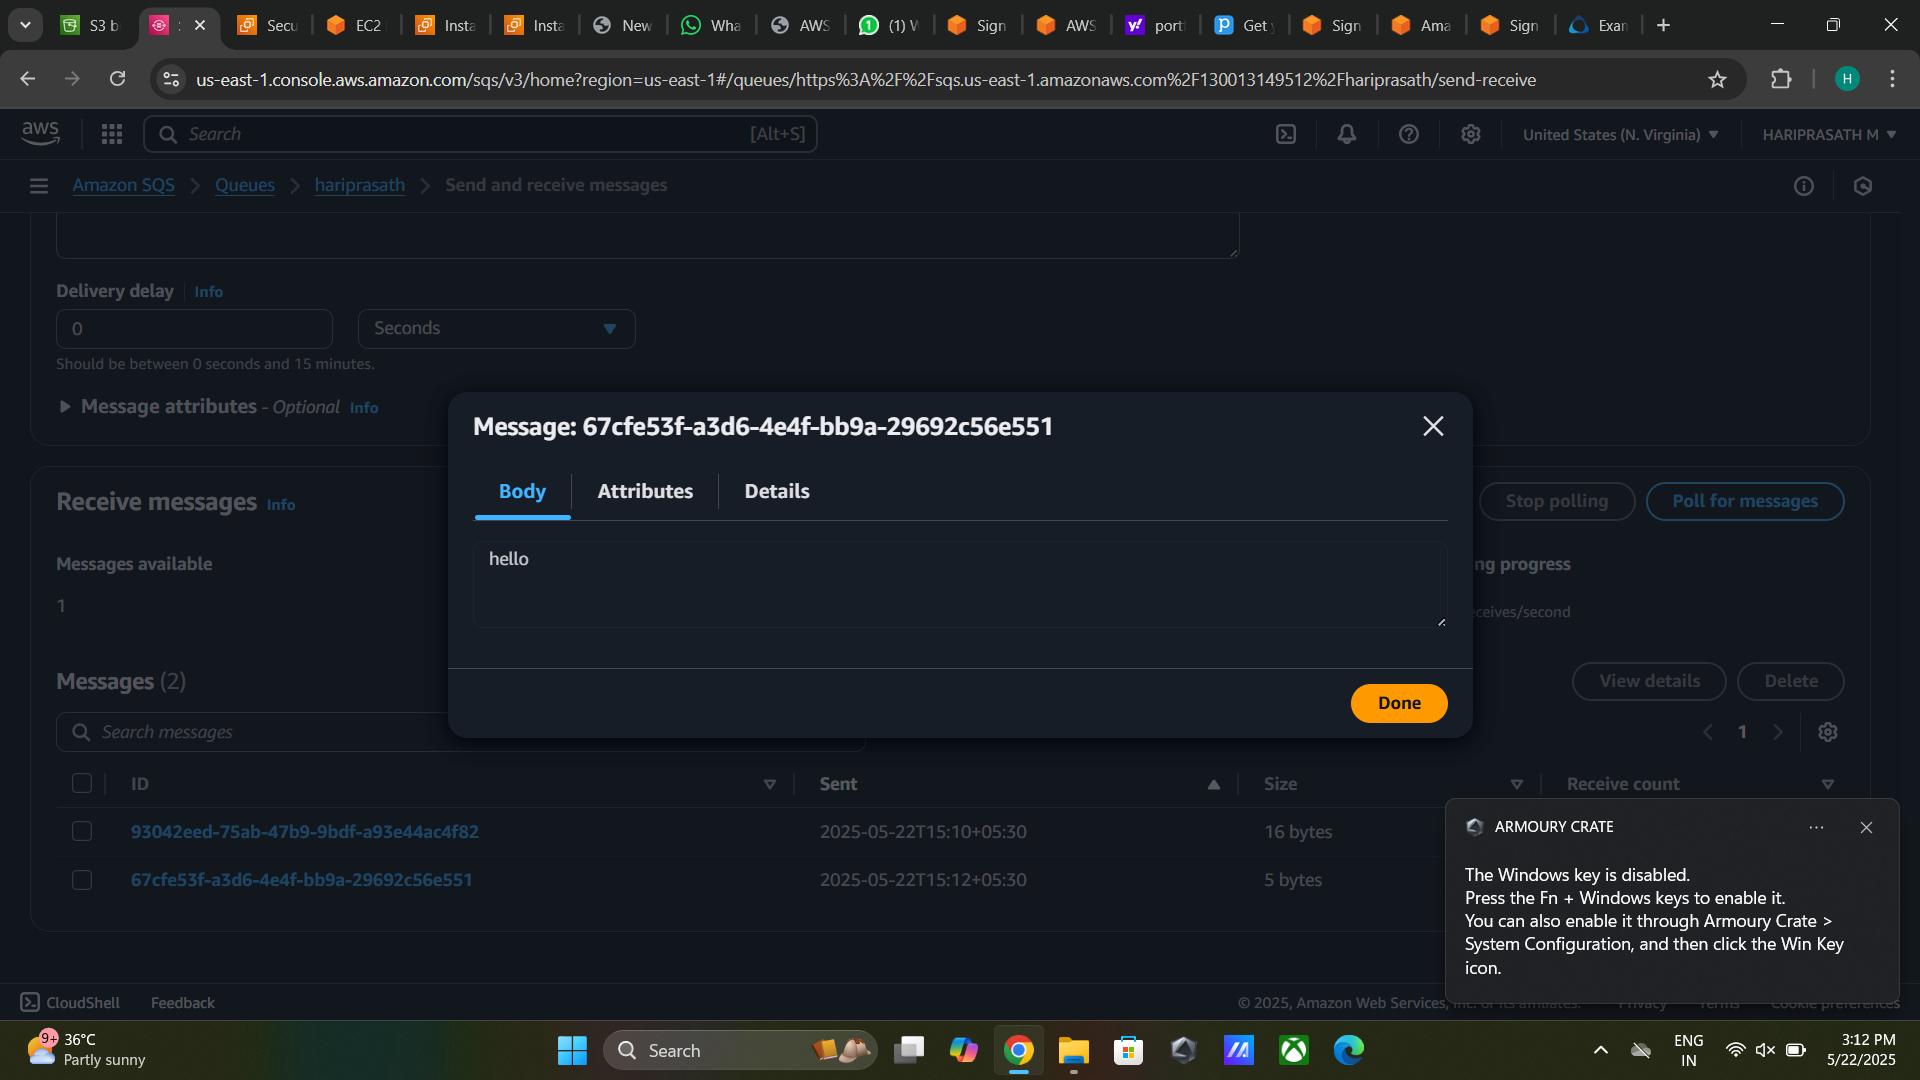 S3 b
Secu
EC2
Insta
Insta
New
Wha
AWS
(1) W
Sign
AWS
port
Get y
Sign
Ama
Sign
Exan
us-east-1.console.aws.amazon.com/sqs/v3/home?region=us-east-1#/queues/https%3A%2F%2Fsqs.us-east-1.amazonaws.com%2F130013149512%2Fhariprasath/send-receive
H
aws
Search
[Alt+S]
United States (N. Virginia)
HARIPRASATH M
Amazon SQS
Queues
hariprasath
Send and receive messages
Delivery delay
Info
0
Seconds
Should be between 0 seconds and 15 minutes.
Message attributes - Optional Info
Message: 67cfe53f-a3d6-4e4f-bb9a-29692c56e551
Body
Attributes
Details
hello
Done
Receive messages Info
Stop polling
Poll for messages
Messages available
ng progress
1
eceives/second
Messages (2)
View details
Delete
Search messages
1
ID
Sent
Size
Receive count
93042eed-75ab-47b9-9bdf-a93e44ac4f82
2025-05-22T15:10+05:30
16 bytes
67cfe53f-a3d6-4e4f-bb9a-29692c56e551
2025-05-22T15:12+05:30
5 bytes
ARMOURY CRATE
The Windows key is disabled.
Press the Fn + Windows keys to enable it.
You can also enable it through Armoury Crate >
System Configuration, and then click the Win Key
icon.
CloudShell
Feedback
© 2025, Amazon Web Services, Inc. or its affiliates.
Privacy
Terms
Cookie preferences
9+
36°C
Partly sunny
Search
ENG
IN
3:12 PM
5/22/2025